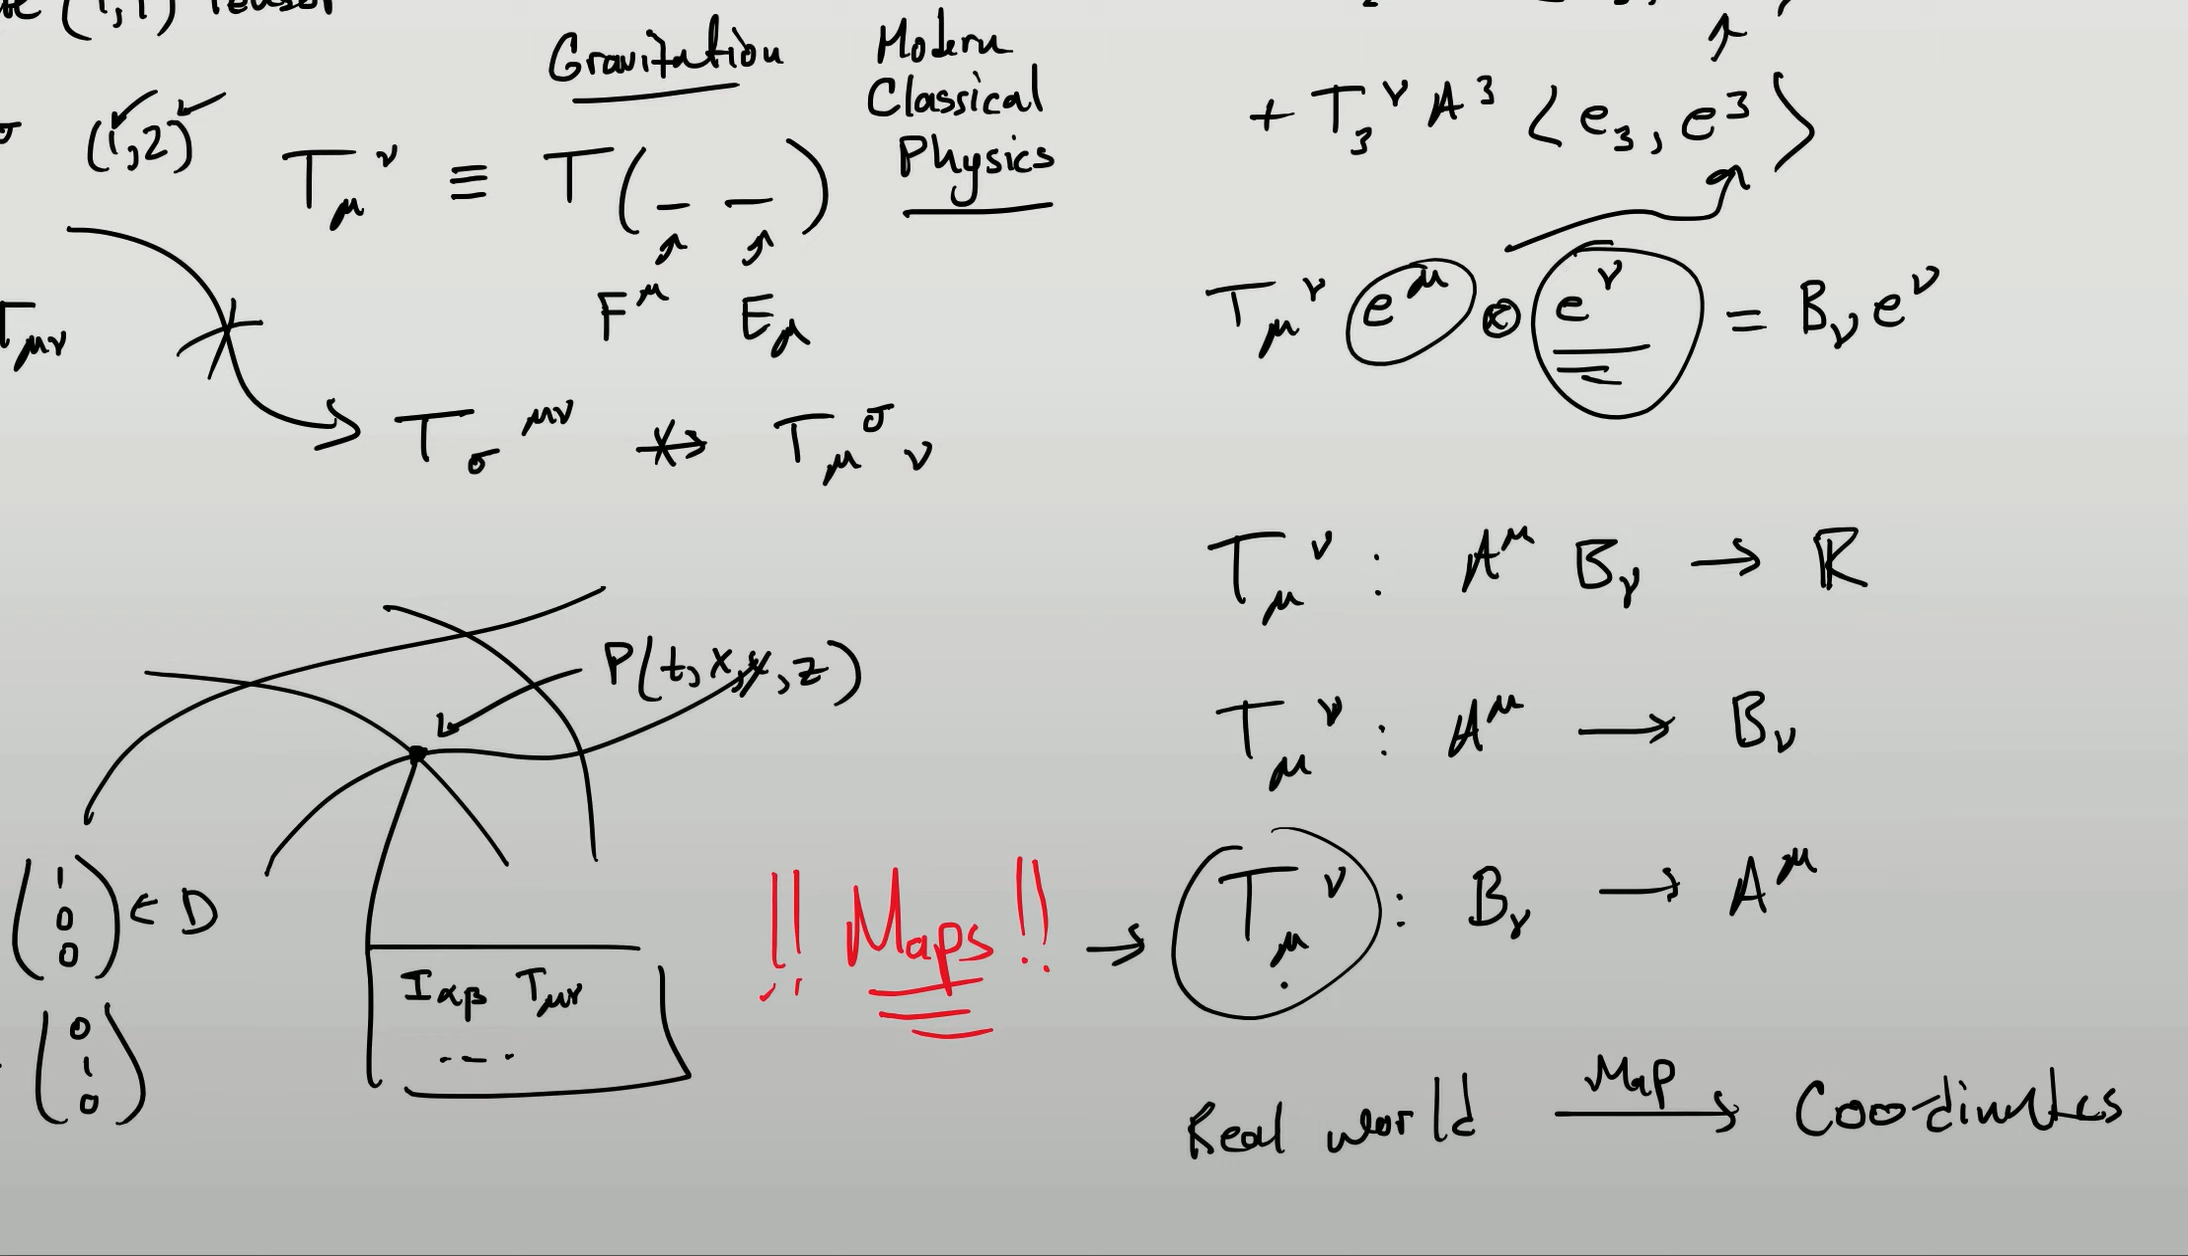 (1,1) Tensor
Gravitation
Modern
Classical
Physics
σ (1,2)
T_μ^ν ≡ T(_ _)
F^μ E_μ
T_μν
T_σ^μν ↔ T_μ^σ_ν
P(t,x,y,z)
(1 0 0) ∈ D
(0 1 0)
I_αβ T_μν
----
!! Maps !! →
+ T_3^ν A^3 ⟨e_3, e^3⟩
T_μ^ν e^μ ⊗ e^ν = B_ν e^ν
T_μ^ν : A^μ B_ν → R
T_μ^ν : A^μ → B_ν
T_μ^ν : B_ν → A^μ
Map
Real world → Coordinates